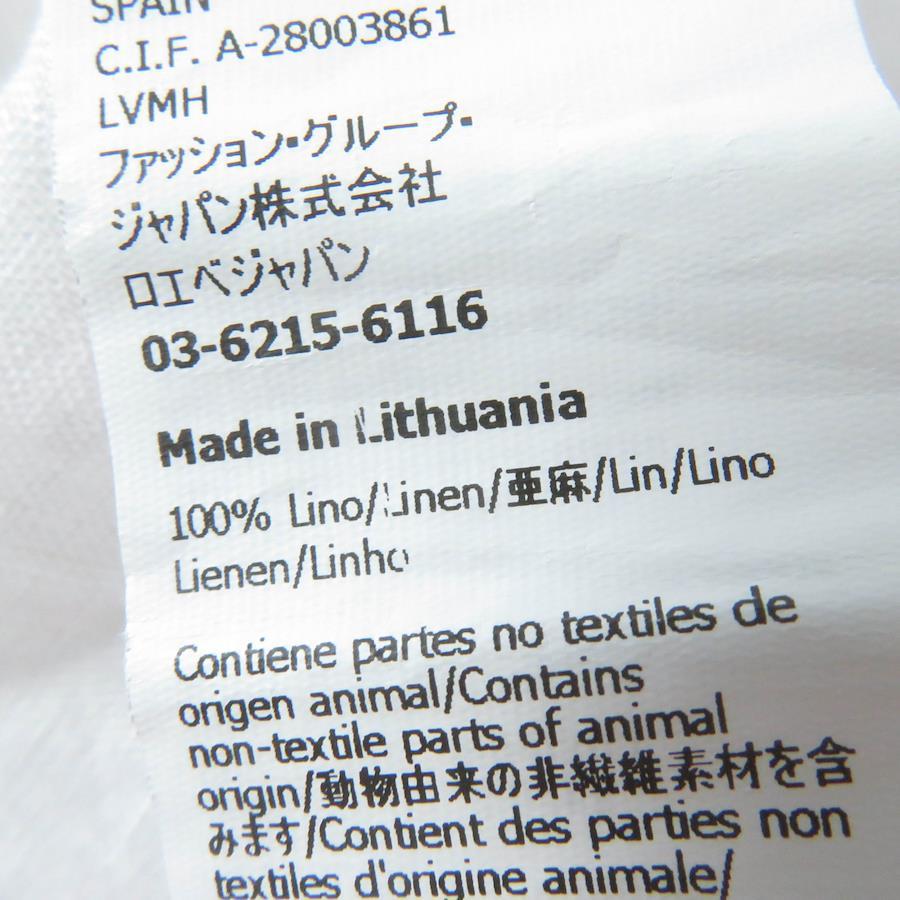 SPAIN
C.I.F. A-28003861
LVMH
ファッション・グループ・
ジャパン株式会社
ロエベジャパン
03-6215-6116
Made in Lithuania
100% Lino/Linen/亜麻/Lin/Lino
Lienen/Linho
Contiene partes no textiles de
origen animal/Contains
non-textile parts of animal
origin/動物由来の非繊維素材を含
みます/Contient des parties non
textiles d'origine animale/